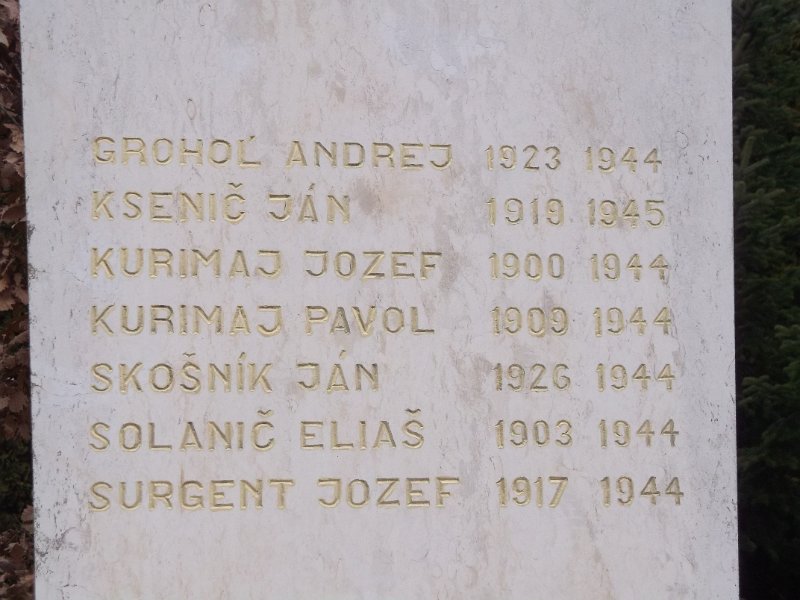 GROHOĽ ANDREJ 1923 1944
KSENIČ JÁN 1919 1945
KURIMAJ JOZEF 1900 1944
KURIMAJ PAVOL 1909 1944
SKOŠNÍK JÁN 1926 1944
SOLANIČ ELIAŠ 1903 1944
SURGENT JOZEF 1917 1944